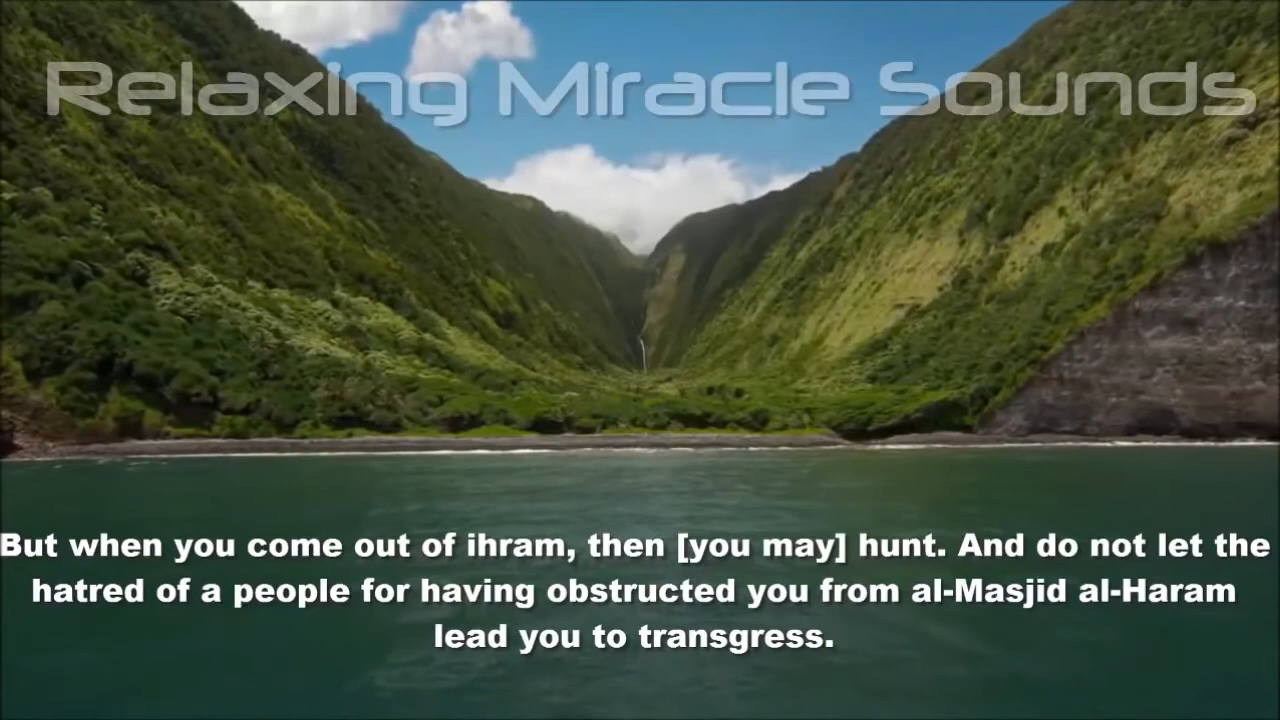 Relaxing Miracle Sounds
But when you come out of ihram, then [you may] hunt. And do not let the
hatred of a people for having obstructed you from al-Masjid al-Haram
lead you to transgress.